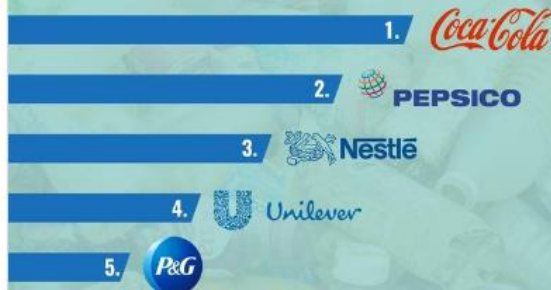 1. Coca-Cola
2. PEPSICO
3. Nestlé
4. Unilever
5. P&G